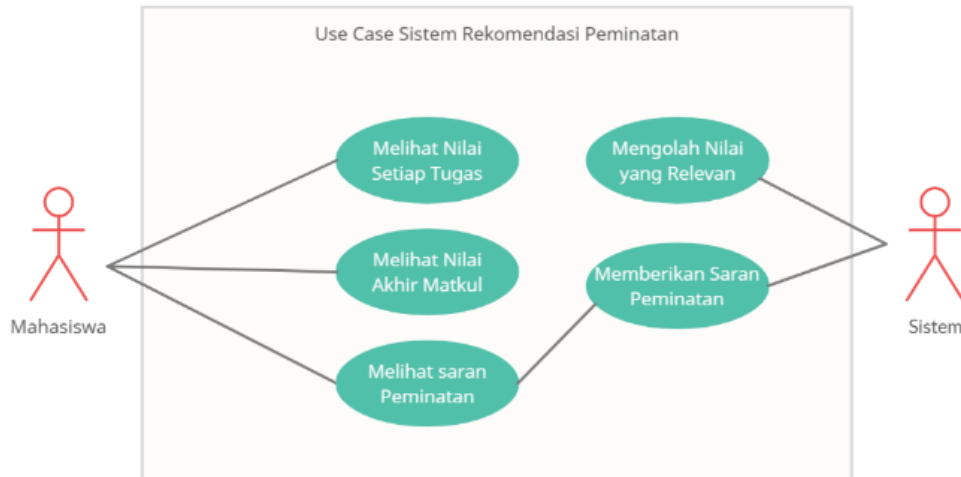 Use Case Sistem Rekomendasi Peminatan
Melihat Nilai
Setiap Tugas
Mengolah Nilai
yang Relevan
Melihat Nilai
Akhir Matkul
Memberikan Saran
Peminatan
Melihat saran
Peminatan
Mahasiswa
Sistem